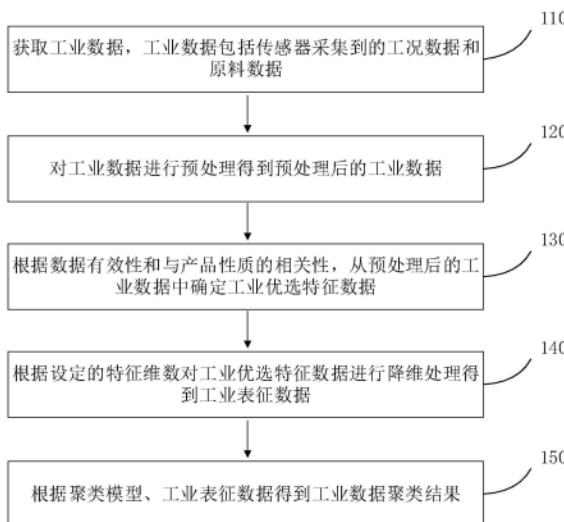 110
获取工业数据，工业数据包括传感器采集到的工况数据和
原料数据
120
对工业数据进行预处理得到预处理后的工业数据
130
根据数据有效性和与产品性质的相关性，从预处理后的工
业数据中确定工业优选特征数据
140
根据设定的特征维数对工业优选特征数据进行降维处理得
到工业表征数据
150
根据聚类模型、工业表征数据得到工业数据聚类结果